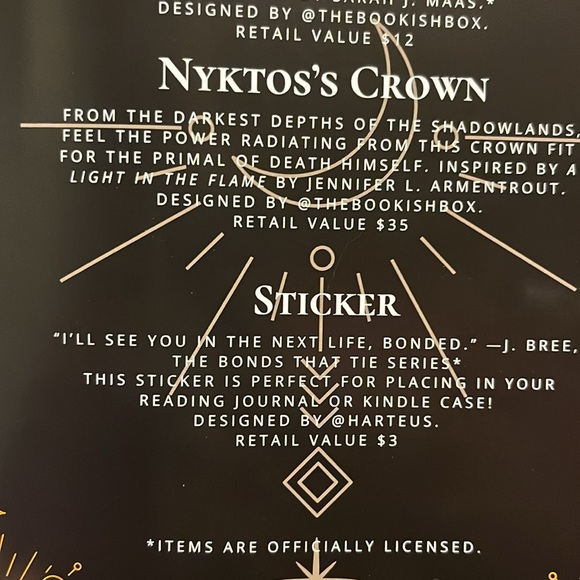 SARAH J. MAAS.*
DESIGNED BY @THEBOOKISHBOX.
RETAIL VALUE $12
NYKTOS'S CROWN
FROM THE DARKEST DEPTHS OF THE SHADOWLANDS,
FEEL THE POWER RADIATING FROM THIS CROWN FIT
FOR THE PRIMAL OF DEATH HIMSELF. INSPIRED BY A
LIGHT IN THE FLAME BY JENNIFER L. ARMENTROUT.
DESIGNED BY @THEBOOKISHBOX.
RETAIL VALUE $35
STICKER
"I'LL SEE YOU IN THE NEXT LIFE, BONDED." —J. BREE,
THE BONDS THAT TIE SERIES*
THIS STICKER IS PERFECT FOR PLACING IN YOUR
READING JOURNAL OR KINDLE CASE!
DESIGNED BY @HARTEUS.
RETAIL VALUE $3
*ITEMS ARE OFFICIALLY LICENSED.